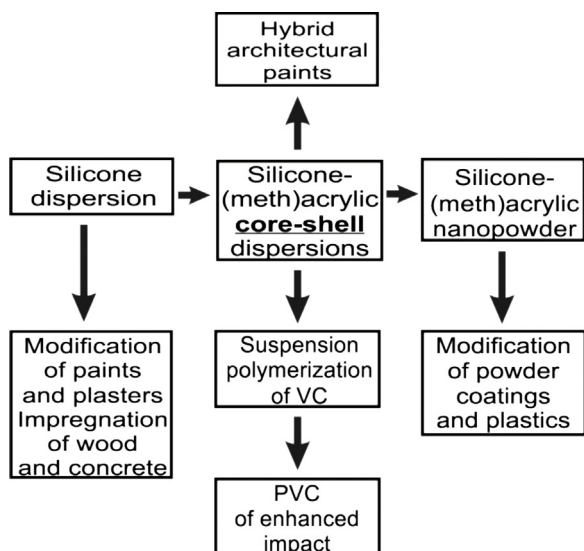 Hybrid
architectural
paints
Silicone
dispersion
Silicone-
(meth)acrylic
core-shell
dispersions
Silicone-
(meth)acrylic
nanopowder
Modification
of paints
and plasters
Impregnation
of wood
and concrete
Suspension
polymerization
of VC
Modification
of powder
coatings
and plastics
PVC
of enhanced
impact